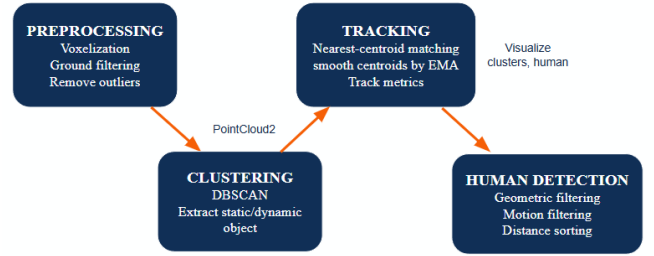 PREPROCESSING
Voxelization
Ground filtering
Remove outliers
PointCloud2
CLUSTERING
DBSCAN
Extract static/dynamic
object
TRACKING
Nearest-centroid matching
smooth centroids by EMA
Track metrics
Visualize
clusters, human
HUMAN DETECTION
Geometric filtering
Motion filtering
Distance sorting